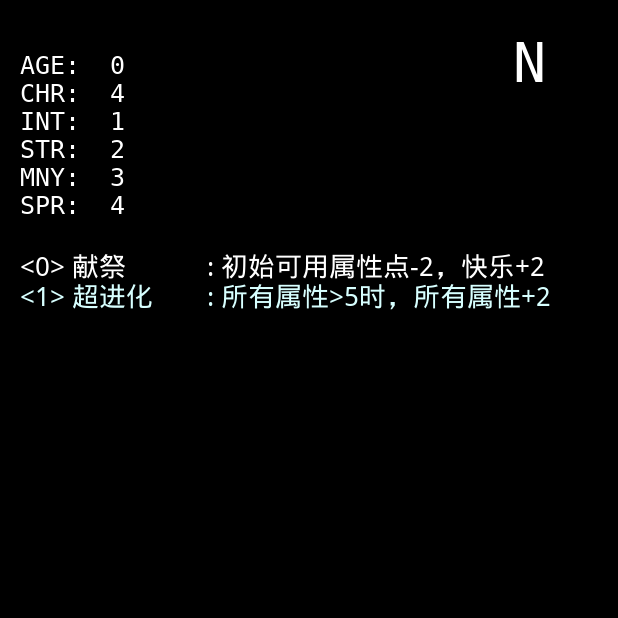 N
AGE: 0
CHR: 4
INT: 1
STR: 2
MNY: 3
SPR: 4
<0> 献祭 : 初始可用属性点-2，快乐+2
<1> 超进化 : 所有属性>5时，所有属性+2